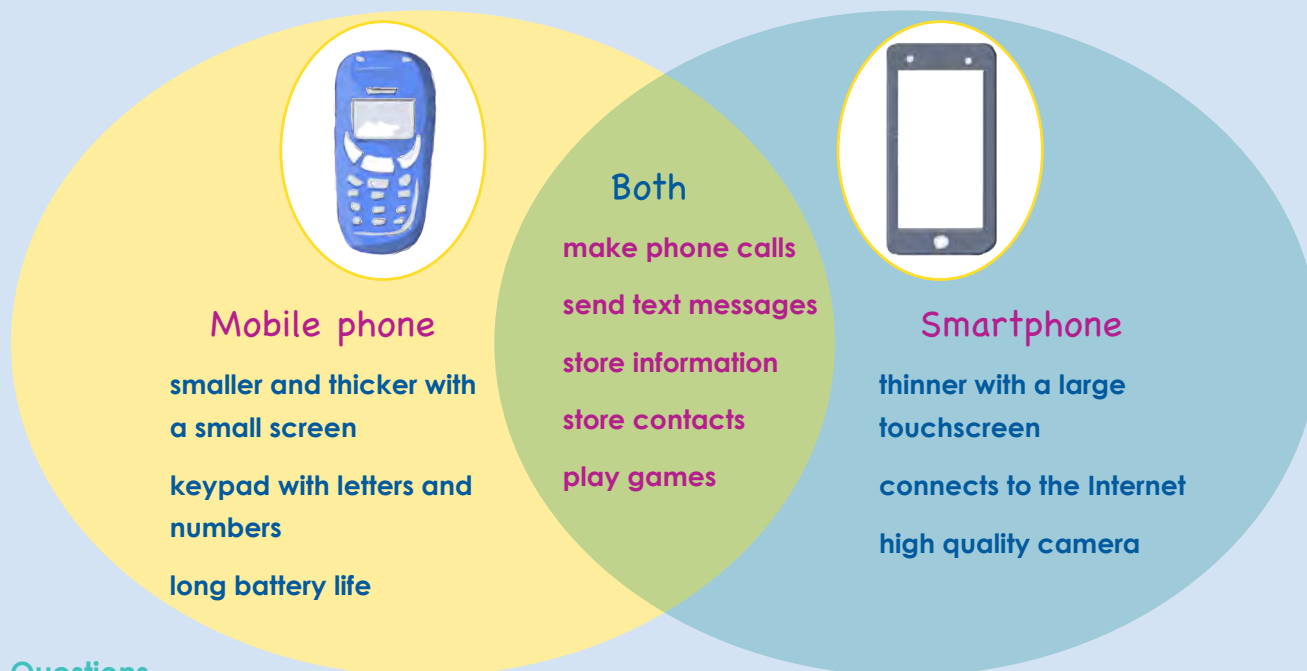 Mobile phone
smaller and thicker with
a small screen
keypad with letters and
numbers
long battery life
Both
make phone calls
send text messages
store information
store contacts
play games
Smartphone
thinner with a large
touchscreen
connects to the Internet
high quality camera
Questions